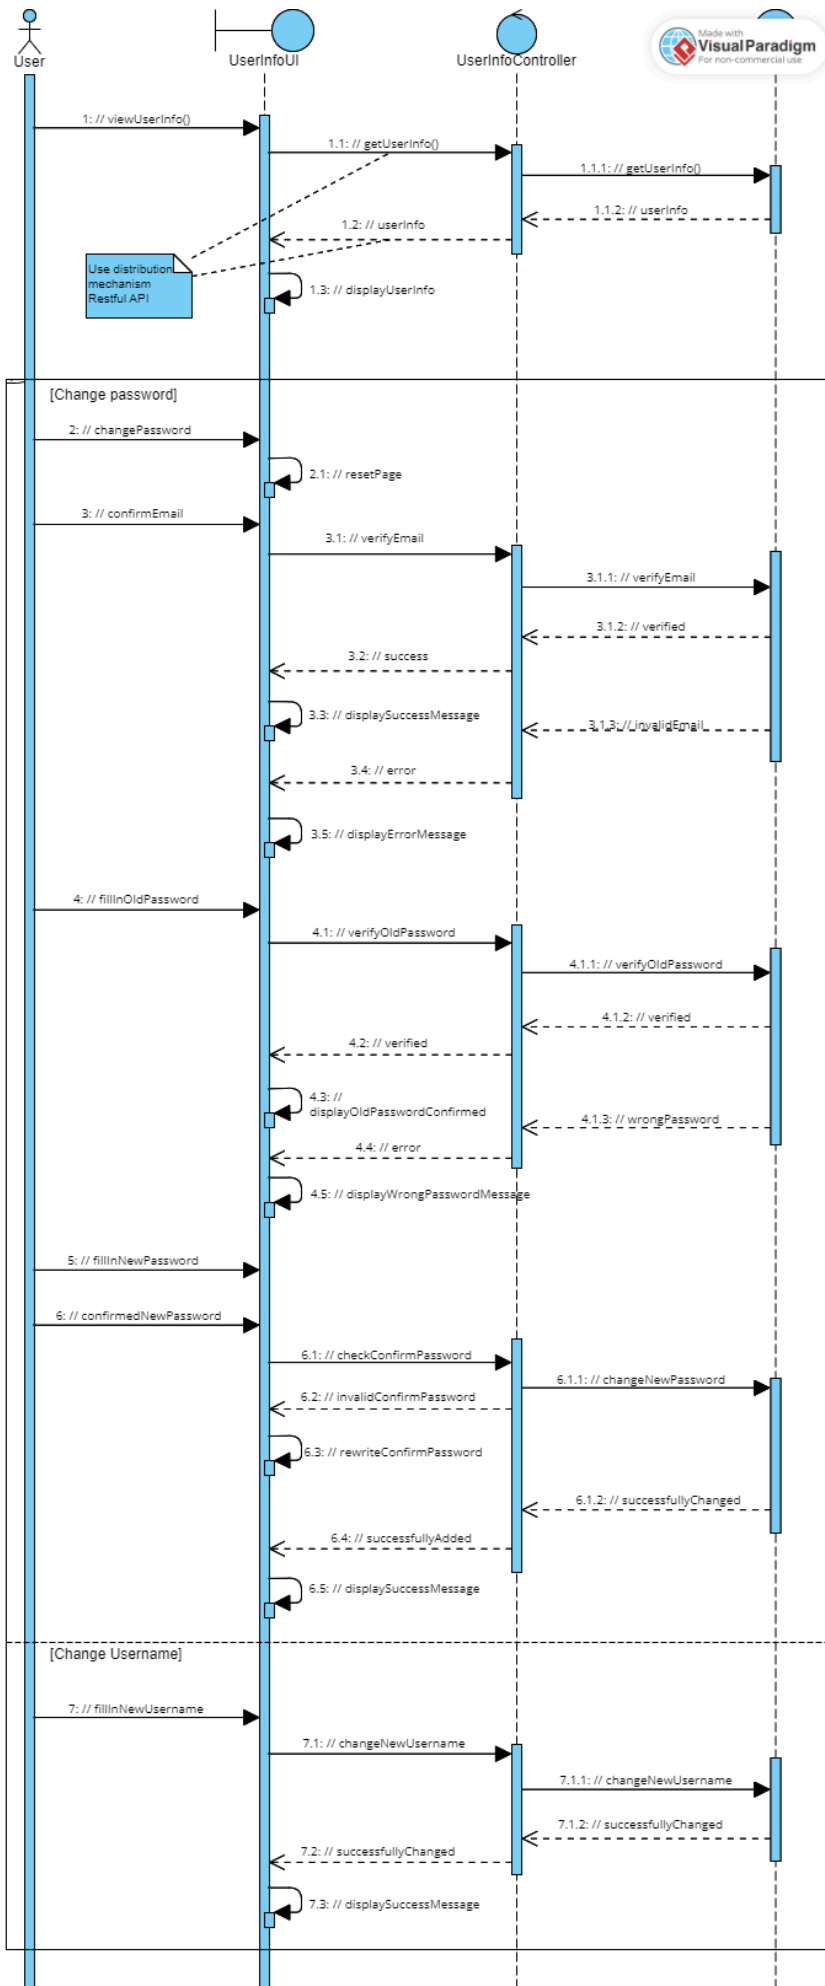 User
UserInfoUI
UserInfoController
Made with
VisualParadigm
For non-commercial use
1: // viewUserInfo()
1.1: // getUserInfo()
1.1.1: // getUserInfo()
1.1.2: // userInfo
1.2: // userInfo
Use distribution
mechanism
Restful API
1.3: // displayUserInfo
[Change password]
2: // changePassword
2.1: // resetPage
3: // confirmEmail
3.1: // verifyEmail
3.1.1: // verifyEmail
3.1.2: // verified
3.2: // success
3.3: // displaySuccessMessage
3.1.3: // invalidEmail
3.4: // error
3.5: // displayErrorMessage
4: // fillInOldPassword
4.1: // verifyOldPassword
4.1.1: // verifyOldPassword
4.1.2: // verified
4.2: // verified
4.3: //
displayOldPasswordConfirmed
4.1.3: // wrongPassword
4.4: // error
4.5: // displayWrongPasswordMessage
5: // fillInNewPassword
6: // confirmedNewPassword
6.1: // checkConfirmPassword
6.1.1: // changeNewPassword
6.2: // invalidConfirmPassword
6.3: // rewriteConfirmPassword
6.1.2: // successfullyChanged
6.4: // successfullyAdded
6.5: // displaySuccessMessage
[Change Username]
7: // fillInNewUsername
7.1: // changeNewUsername
7.1.1: // changeNewUsername
7.1.2: // successfullyChanged
7.2: // successfullyChanged
7.3: // displaySuccessMessage